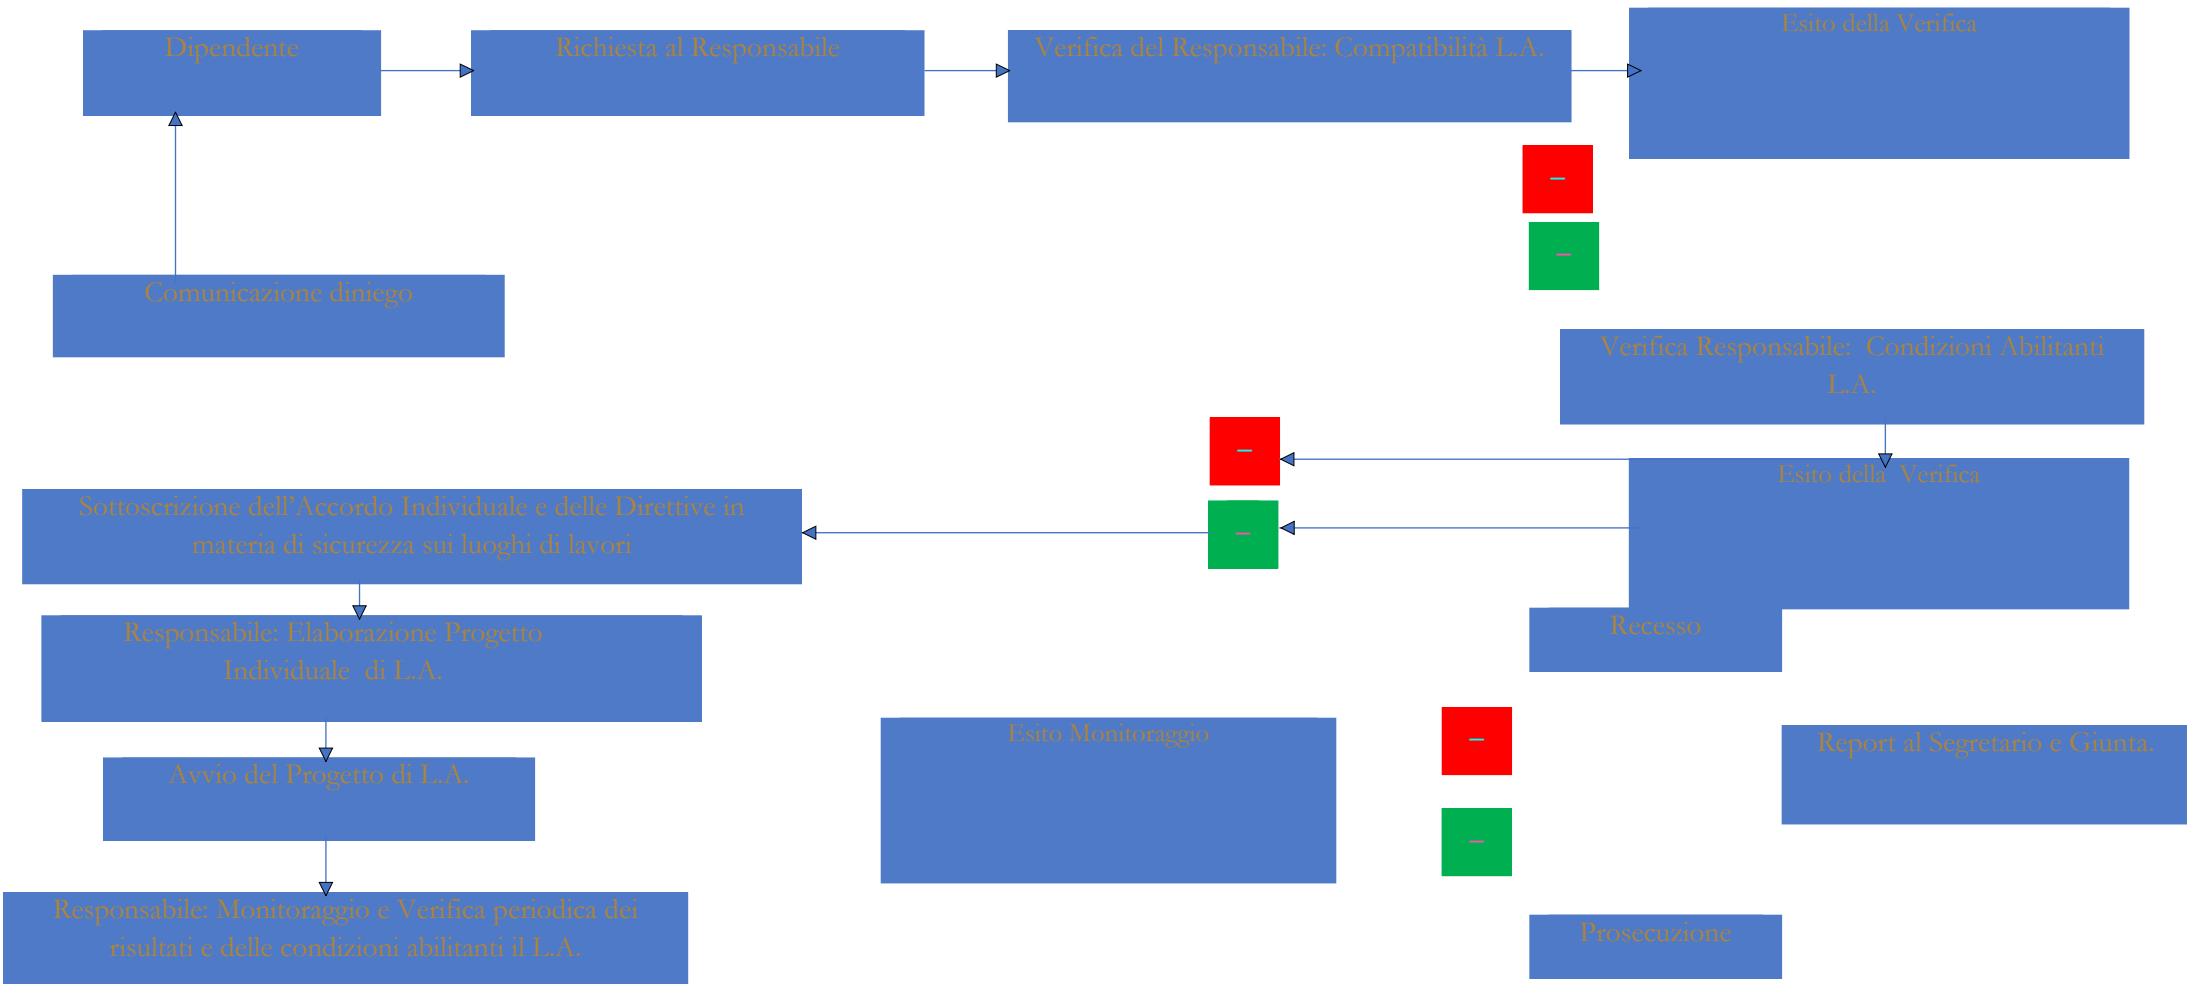 Dipendente
Richiesta al Responsabile
Verifica del Responsabile: Compatibilità L.A.
Esito della Verifica
–
–
Comunicazione diniego
Verifica Responsabile:  Condizioni Abilitanti
L.A.
–
Esito della  Verifica
Sottoscrizione dell’Accordo Individuale e delle Direttive in
materia di sicurezza sui luoghi di lavori
–
Recesso
Responsabile: Elaborazione Progetto
Individuale  di L.A.
Esito Monitoraggio
–
Report al Segretario e Giunta.
Avvio del Progetto di L.A.
–
Responsabile: Monitoraggio e Verifica periodica dei
risultati e delle condizioni abilitanti il L.A.
Prosecuzione